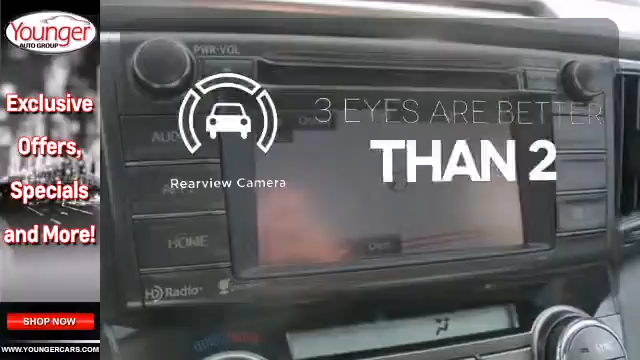 Younger
AUTO GROUP
Exclusive
Offers,
Specials
and More!
SHOP NOW
WWW.YOUNGERCARS.COM
PWR•VOL
3 EYES ARE BETTER
THAN 2
Rearview Camera
AUDIO
HOME
HD Radio
SYNC